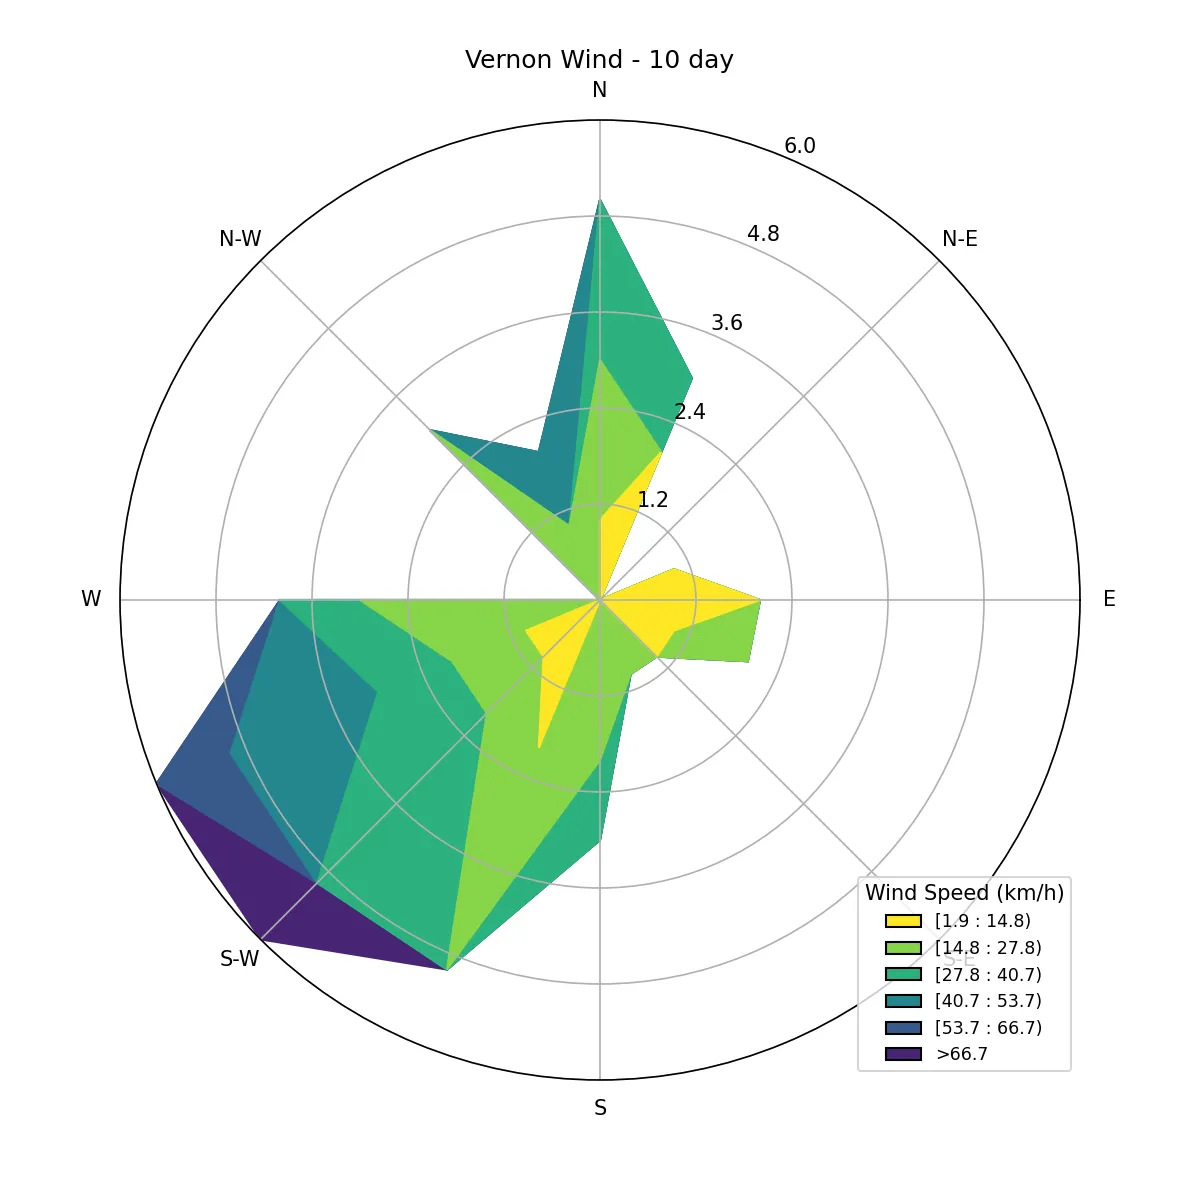 Vernon Wind - 10 day
N
6.0
N-W
4.8
N-E
3.6
2.4
1.2
W
E
S-W
S-E
Wind Speed (km/h)
[1.9 : 14.8)
[14.8 : 27.8)
[27.8 : 40.7)
[40.7 : 53.7)
[53.7 : 66.7)
>66.7
S